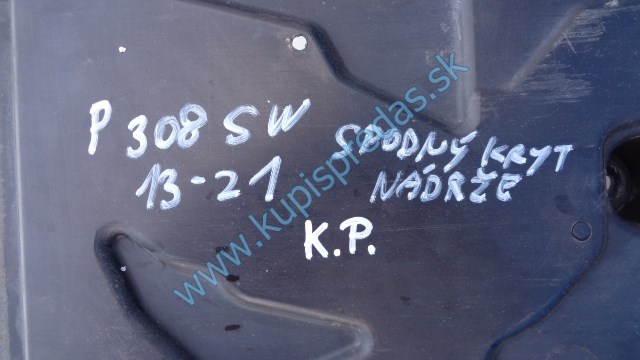 P 308 SW
13-21
SPODNÝ KRYT
NÁDRŽE
K.P.
www.kupispredas.sk